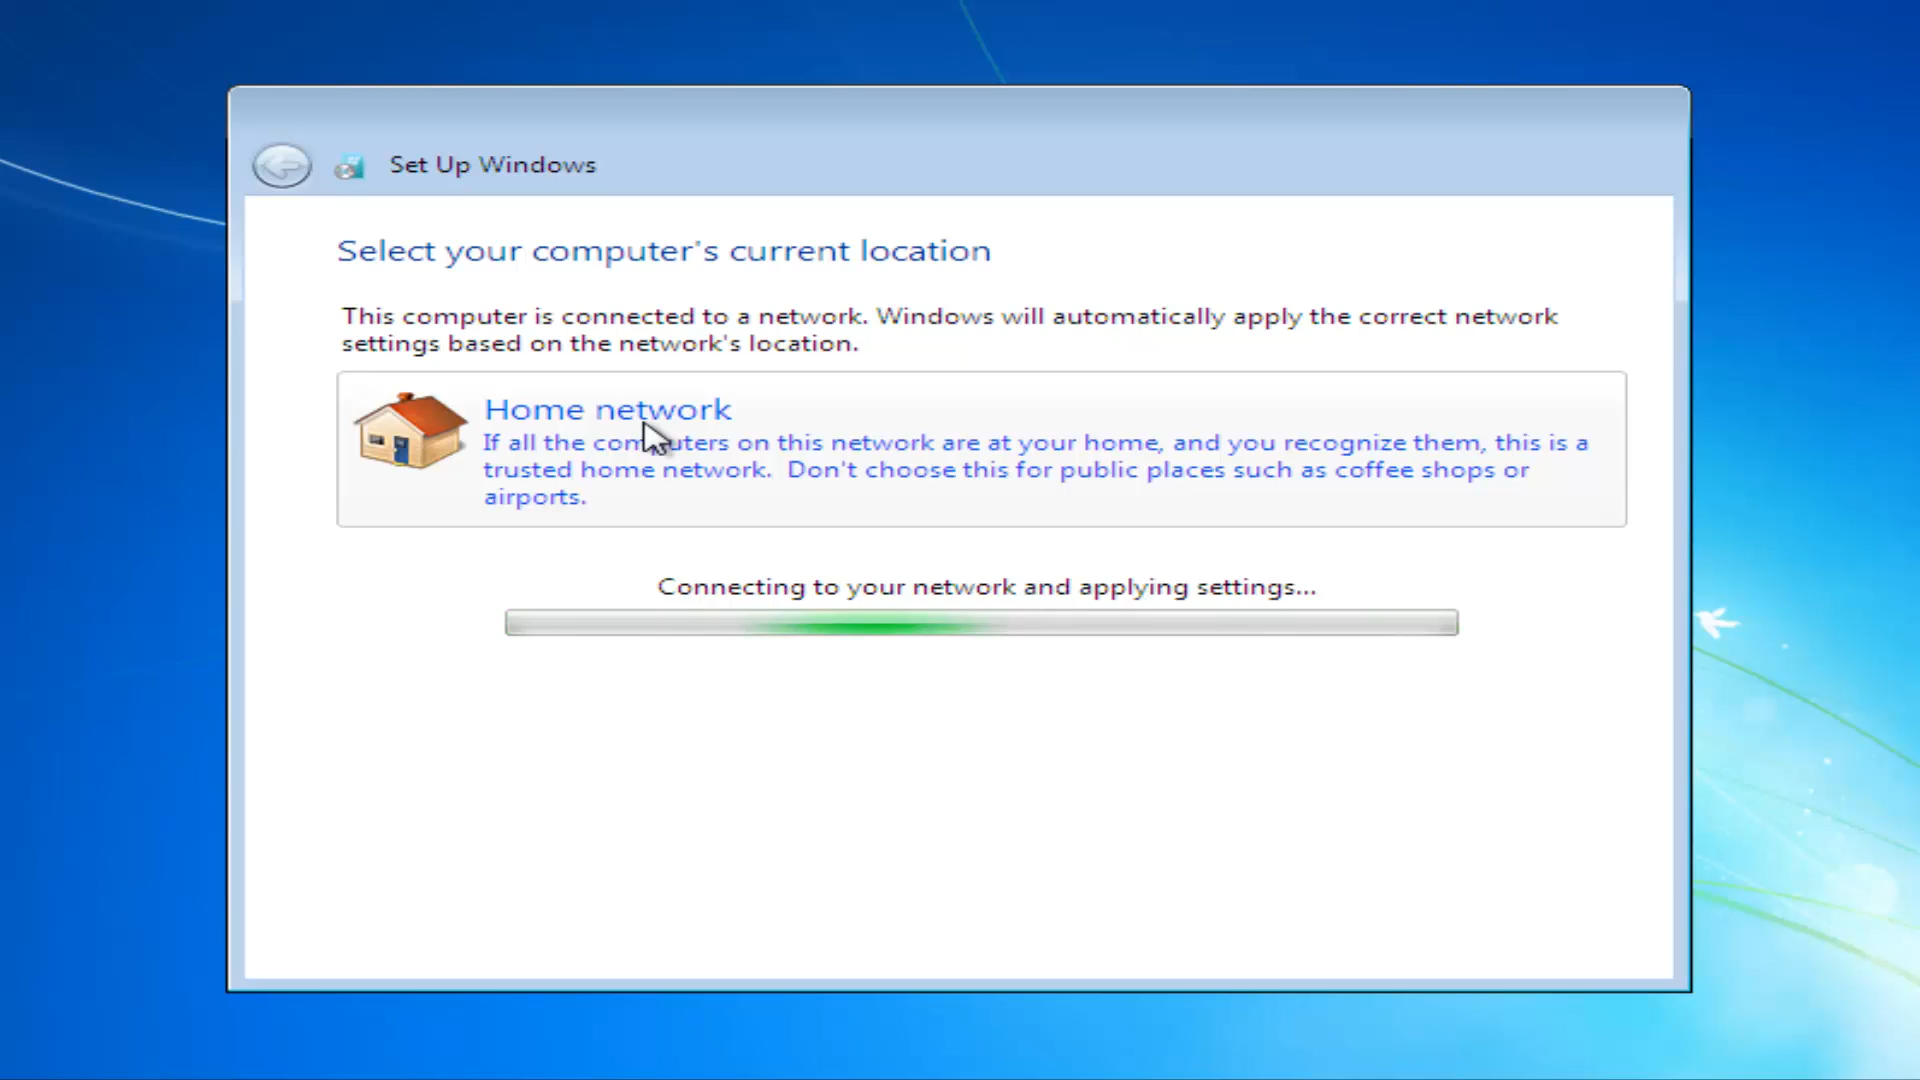 Set Up Windows
Select your computer's current location
This computer is connected to a network. Windows will automatically apply the correct network
settings based on the network's location.
Home network
If all the computers on this network are at your home, and you recognize them, this is a
trusted home network. Don't choose this for public places such as coffee shops or
airports.
Connecting to your network and applying settings...